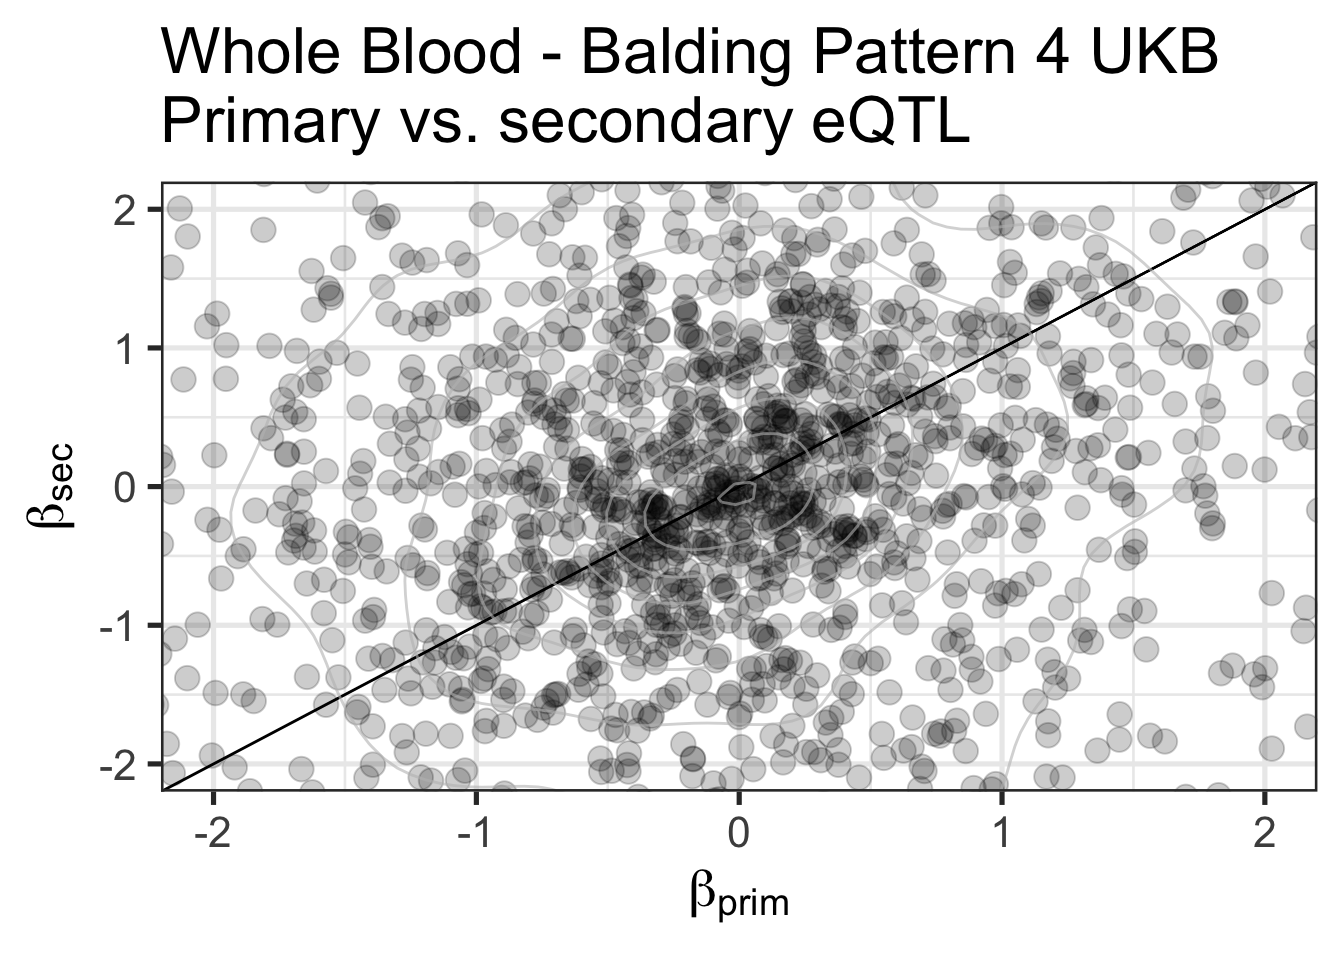 Whole Blood - Balding Pattern 4 UKB
Primary vs. secondary eQTL
2
1
0
-1
-2
βsec
-2 -1 0 1 2
βprim